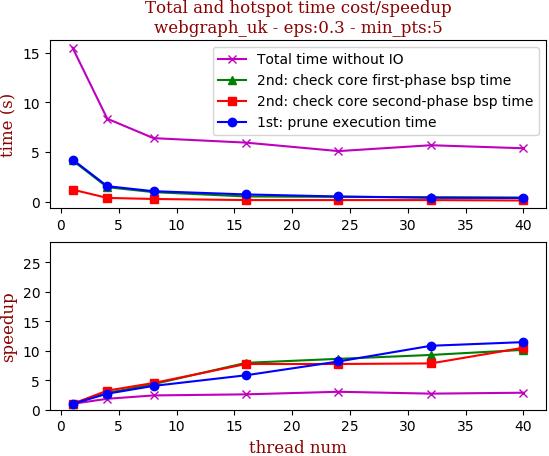 Total and hotspot time cost/speedup
webgraph_uk - eps:0.3 - min_pts:5
time (s)
15
10
5
0
Total time without IO
2nd: check core first-phase bsp time
2nd: check core second-phase bsp time
1st: prune execution time
0 5 10 15 20 25 30 35 40
speedup
25
20
15
10
5
0
0 5 10 15 20 25 30 35 40
thread num